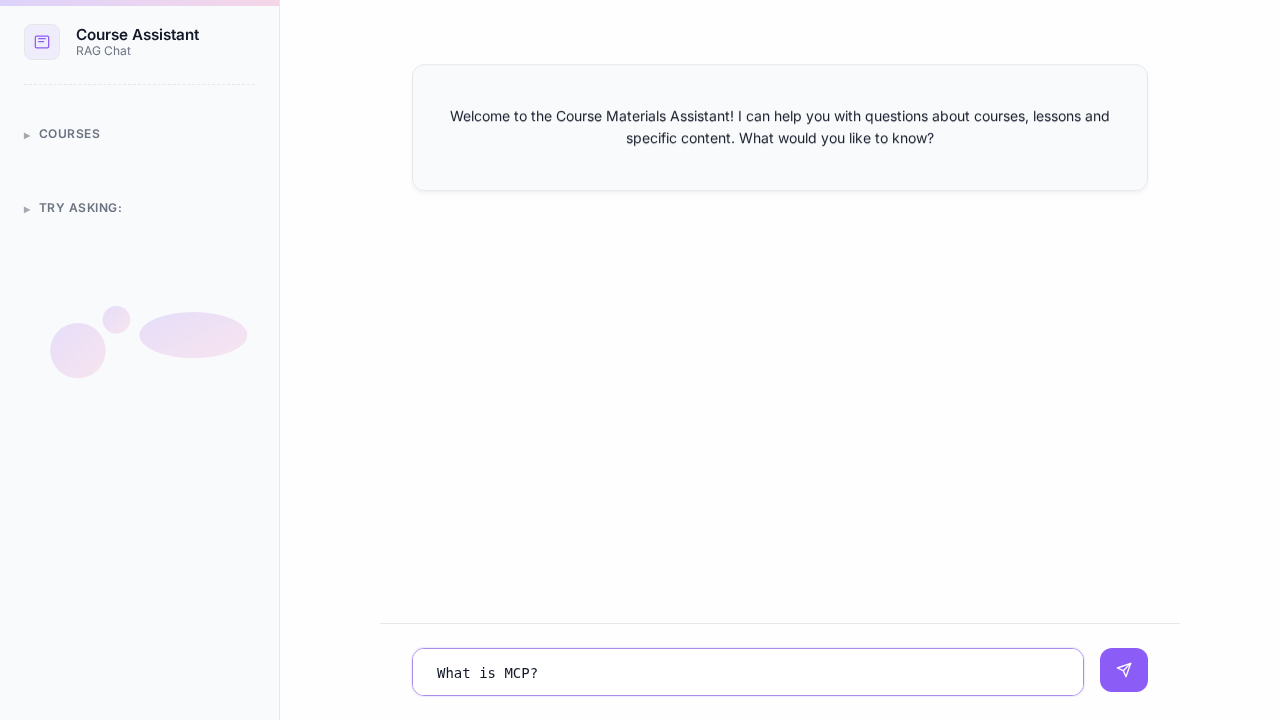 Course Assistant
RAG Chat
COURSES
TRY ASKING:
Welcome to the Course Materials Assistant! I can help you with questions about courses, lessons and
specific content. What would you like to know?
What is MCP?